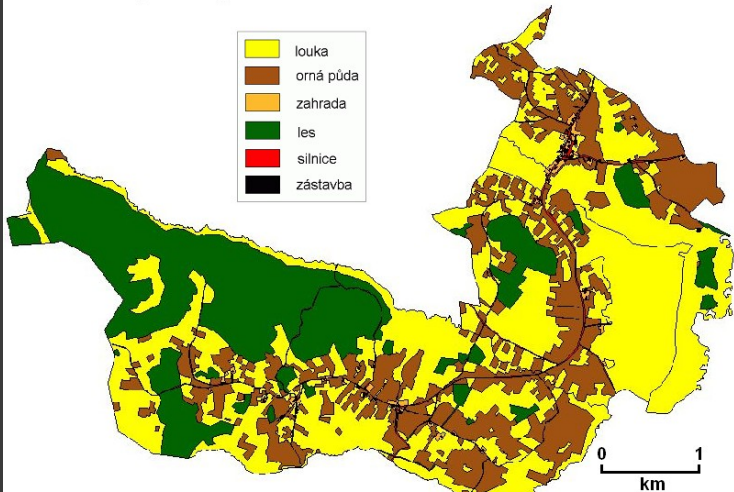 louka
orná půda
zahrada
les
silnice
zástavba
0 1
km